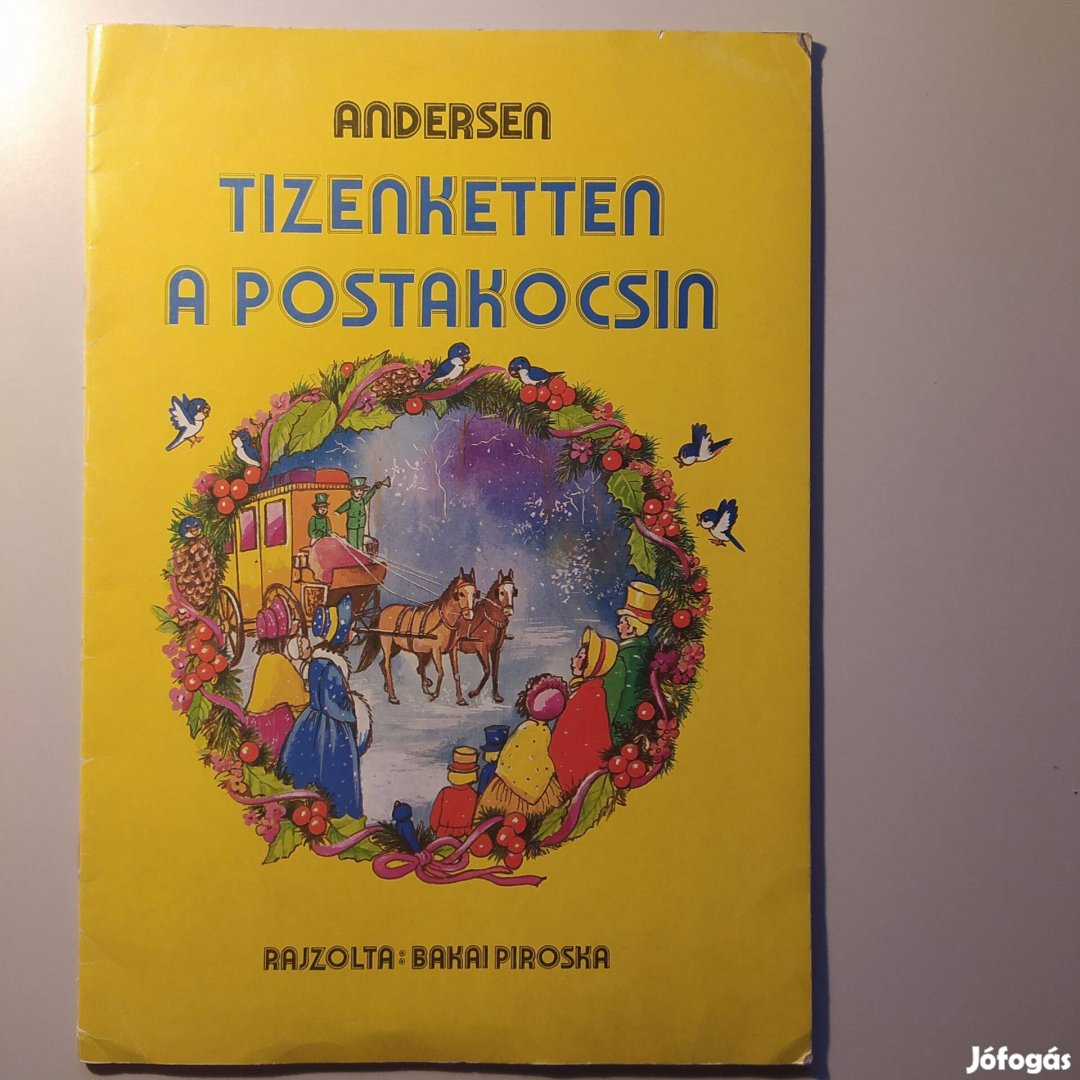 ANDERSEN
TIZENKETTEN
A POSTAKOCSIN
RAJZOLTA: BAKAI PIROSKA
Jófogás